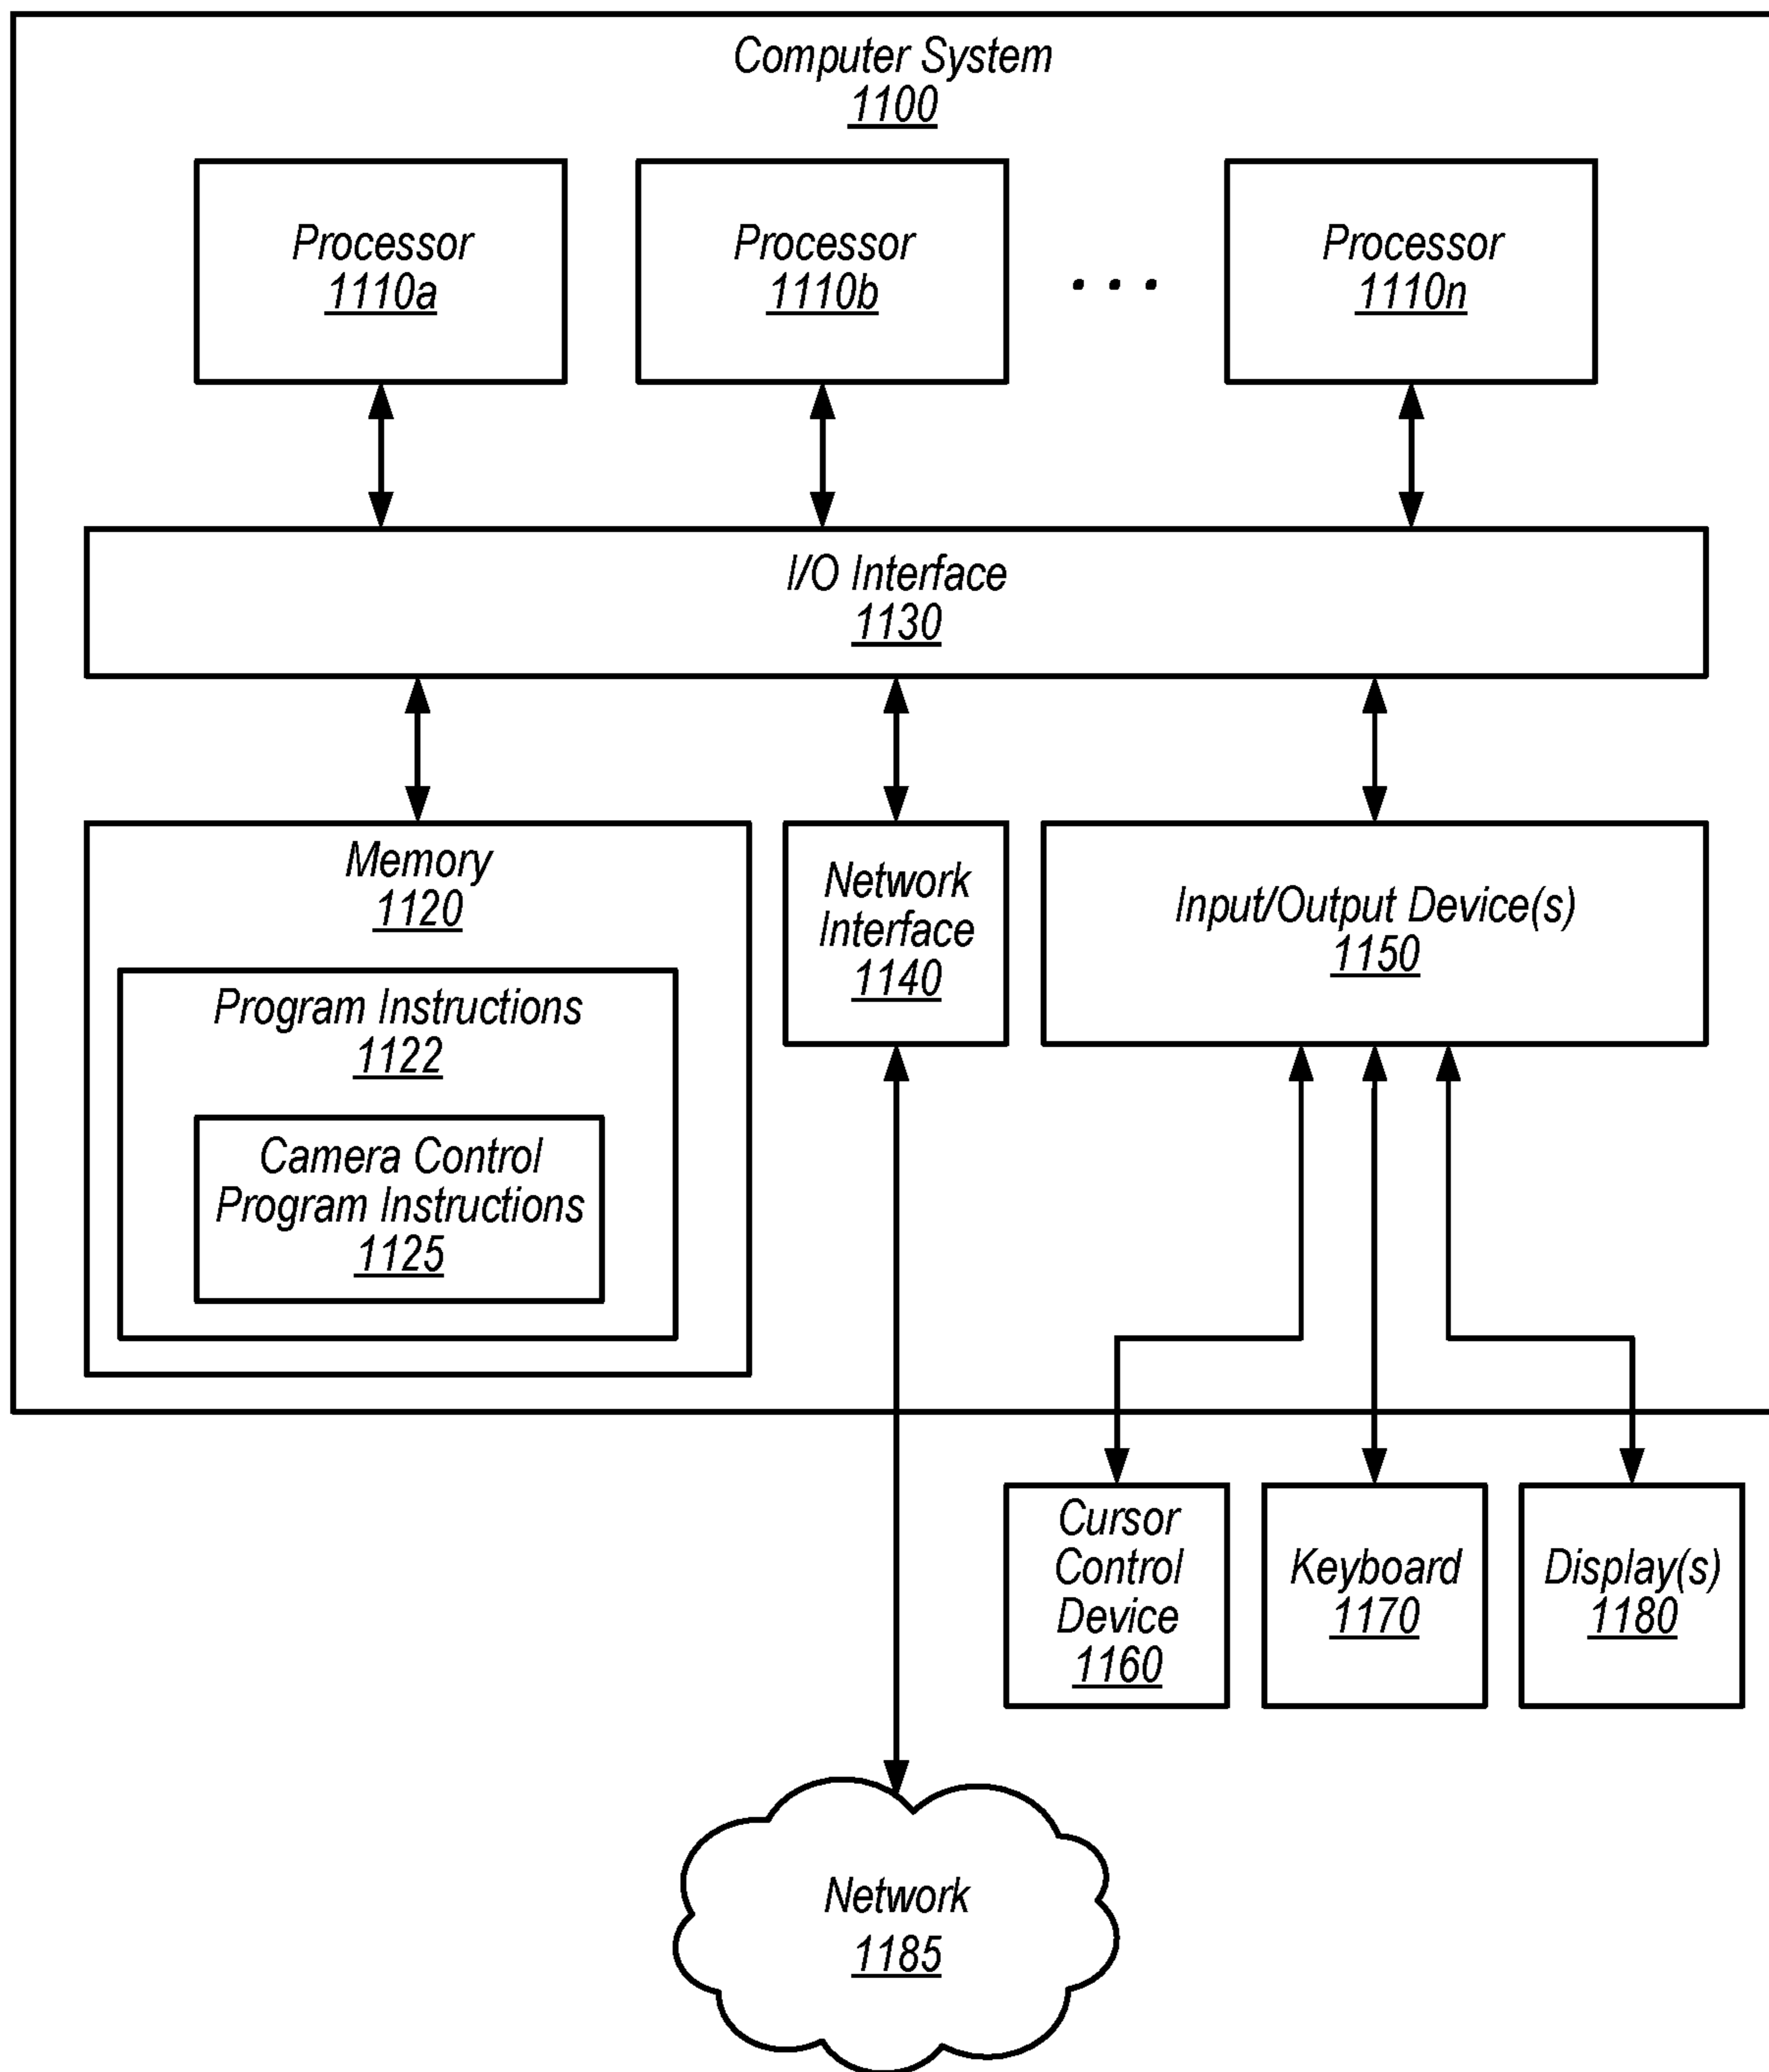 Computer System
1100
Processor
1110a
Processor
1110b
. . .
Processor
1110n
I/O Interface
1130
Memory
1120
Program Instructions
1122
Camera Control
Program Instructions
1125
Network
Interface
1140
Input/Output Device(s)
1150
Cursor
Control
Device
1160
Keyboard
1170
Display(s)
1180
Network
1185